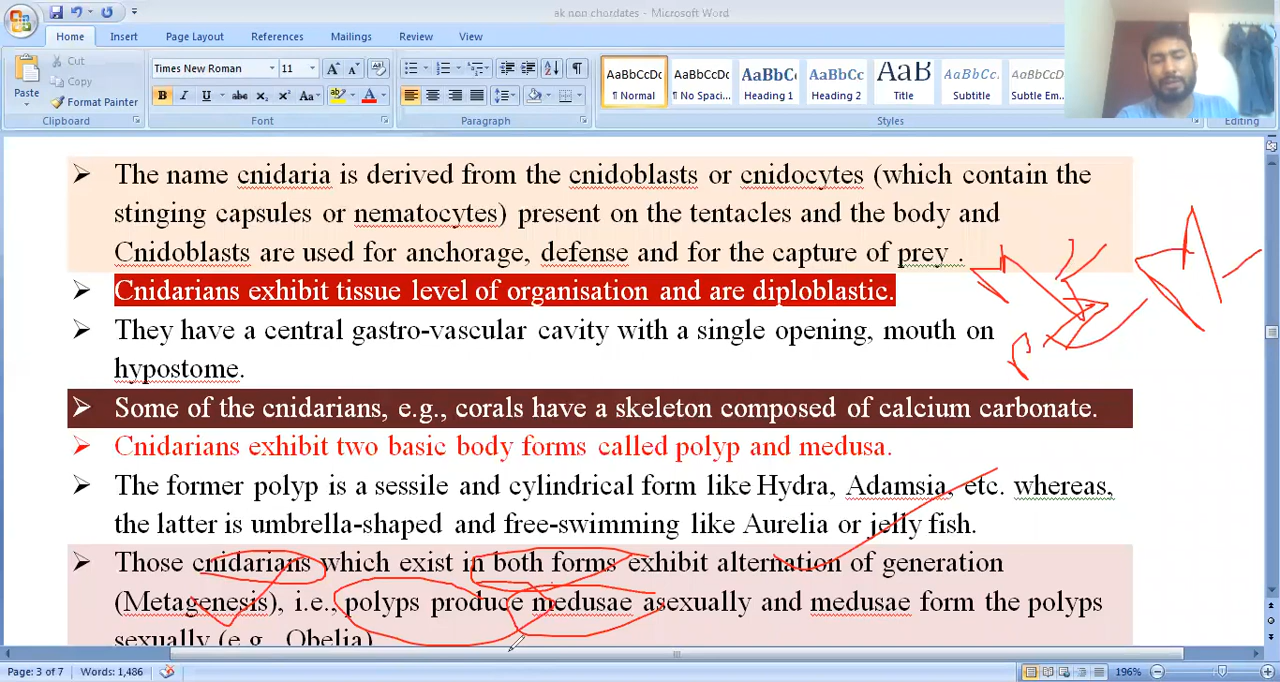 ak non chordates - Microsoft Word
Home Insert Page Layout References Mailings Review View
Cut
Copy
Paste
Format Painter
Clipboard
Times New Roman 11
Font
Paragraph
AaBbCcDc AaBbCcDc AaBbC AaBbCc AaB AaBbCc. AaBbCcDc
¶ Normal ¶ No Spaci... Heading 1 Heading 2 Title Subtitle Subtle Em...
Styles
Editing
The name cnidaria is derived from the cnidoblasts or cnidocytes (which contain the
stinging capsules or nematocytes) present on the tentacles and the body and
Cnidoblasts are used for anchorage, defense and for the capture of prey .
Cnidarians exhibit tissue level of organisation and are diploblastic.
They have a central gastro-vascular cavity with a single opening, mouth on
hypostome.
Some of the cnidarians, e.g., corals have a skeleton composed of calcium carbonate.
Cnidarians exhibit two basic body forms called polyp and medusa.
The former polyp is a sessile and cylindrical form like Hydra, Adamsia, etc. whereas,
the latter is umbrella-shaped and free-swimming like Aurelia or jelly fish.
Those cnidarians which exist in both forms exhibit alternation of generation
(Metagenesis), i.e., polyps produce medusae asexually and medusae form the polyps
sexually (e.g., Obelia)
Page: 3 of 7 Words: 1,486 196%